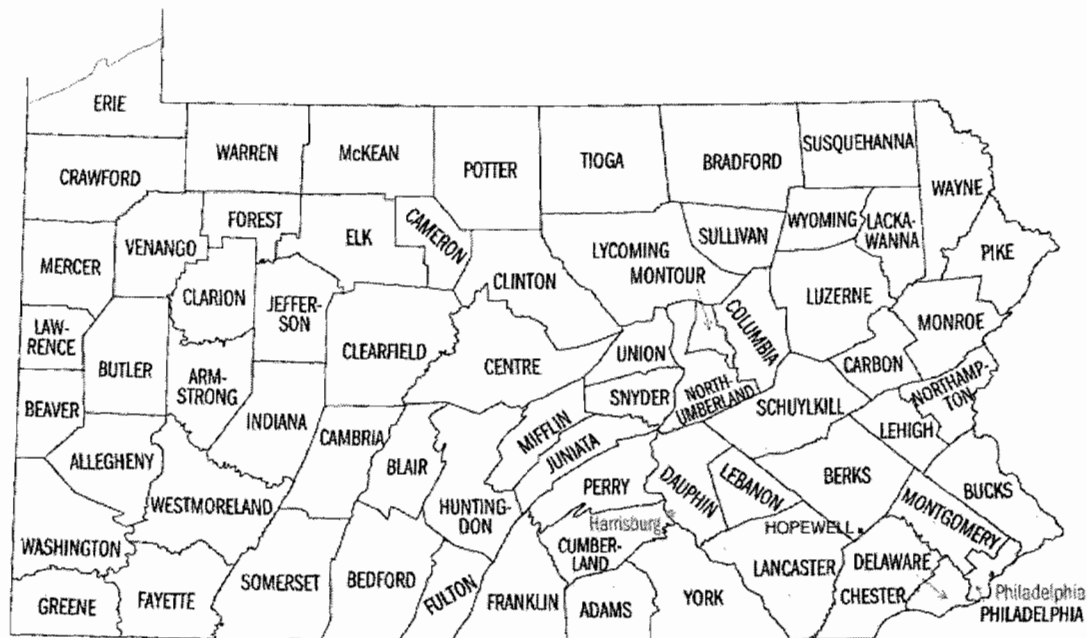 ERIE
CRAWFORD
WARREN
McKEAN
POTTER
TIOGA
BRADFORD
SUSQUEHANNA
WAYNE
MERCER
VENANGO
FOREST
ELK
CAMERON
CLINTON
LYCOMING
SULLIVAN
WYOMING
LACKA-
WANNA
PIKE
MONTOUR
CLARION
JEFFER-
SON
LUZERNE
LAW-
RENCE
BUTLER
CLEARFIELD
CENTRE
UNION
COLUMBIA
MONROE
CARBON
ARM-
STRONG
SNYDER
NORTH-
UMBERLAND
NORTHAMP-
TON
BEAVER
INDIANA
CAMBRIA
MIFFLIN
SCHUYLKILL
LEHIGH
ALLEGHENY
BLAIR
JUNIATA
BERKS
WESTMORELAND
HUNTING-
DON
PERRY
DAUPHIN
LEBANON
MONTGOMERY
BUCKS
Harrisburg
HOPEWELL
WASHINGTON
CUMBER-
LAND
SOMERSET
BEDFORD
FULTON
FRANKLIN
ADAMS
YORK
LANCASTER
DELAWARE
CHESTER
GREENE
FAYETTE
Philadelphia
PHILADELPHIA